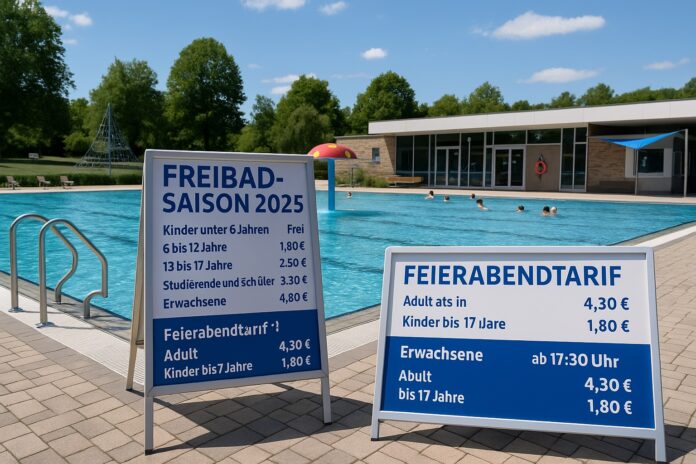 FREIBAD-
SAISON 2025
Kinder unter 6 Jahren Frei
6 bis 12 Jahre 1,80 €
13 bis 17 Jahre 2.50 €
Studierende und schüler 3.30 €
Erwachsene 4,80 €
Feierabendtarif
Adult 4,30 €
Kinder bis 7 Jahre 1,80 €
FEIERABENDTARIF
Adult ats in 4,30 €
Kinder bis 17 Jare 1,80 €
Erwachsene ab 17:30 Uhr
Abult 4,30 €
bis 17 Jahre 1,80 €